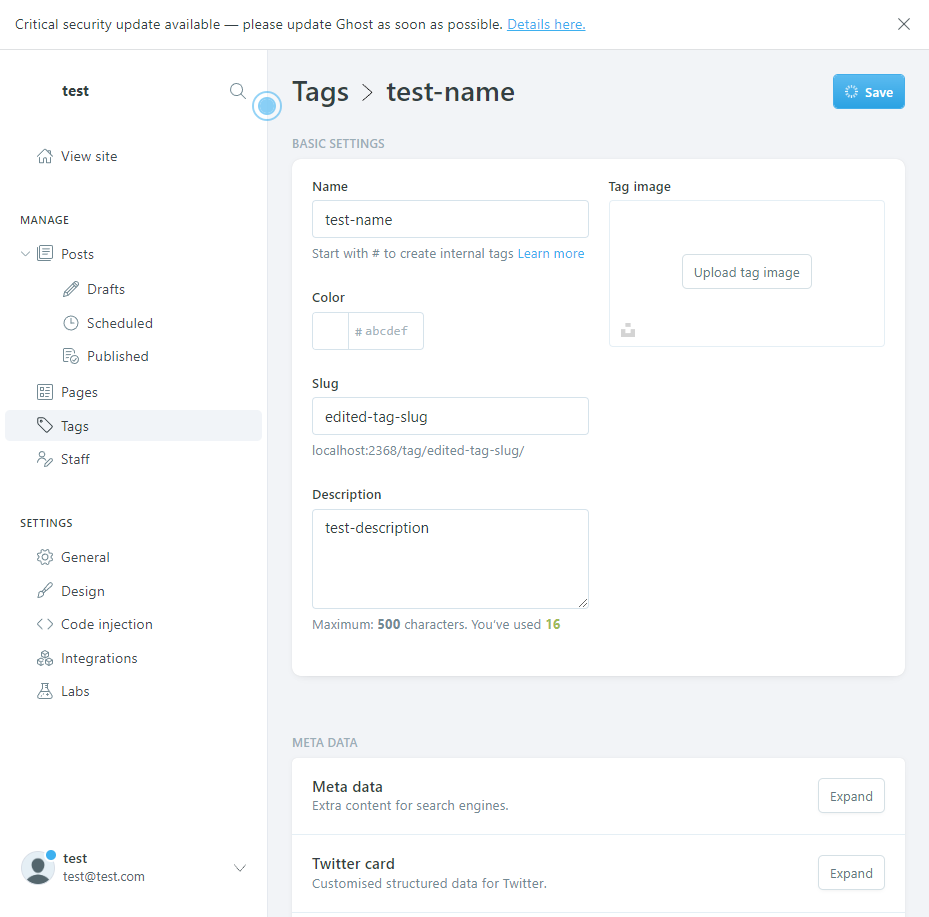 Critical security update available — please update Ghost as soon as possible. Details here.
test
View site
MANAGE
Posts
Drafts
Scheduled
Published
Pages
Tags
Staff
SETTINGS
General
Design
Code injection
Integrations
Labs
test
test@test.com
Tags > test-name
Save
BASIC SETTINGS
Name
test-name
Start with # to create internal tags Learn more
Color
# abcdef
Slug
edited-tag-slug
localhost:2368/tag/edited-tag-slug/
Description
test-description
Maximum: 500 characters. You've used 16
Tag image
Upload tag image
META DATA
Meta data
Extra content for search engines.
Expand
Twitter card
Customised structured data for Twitter.
Expand